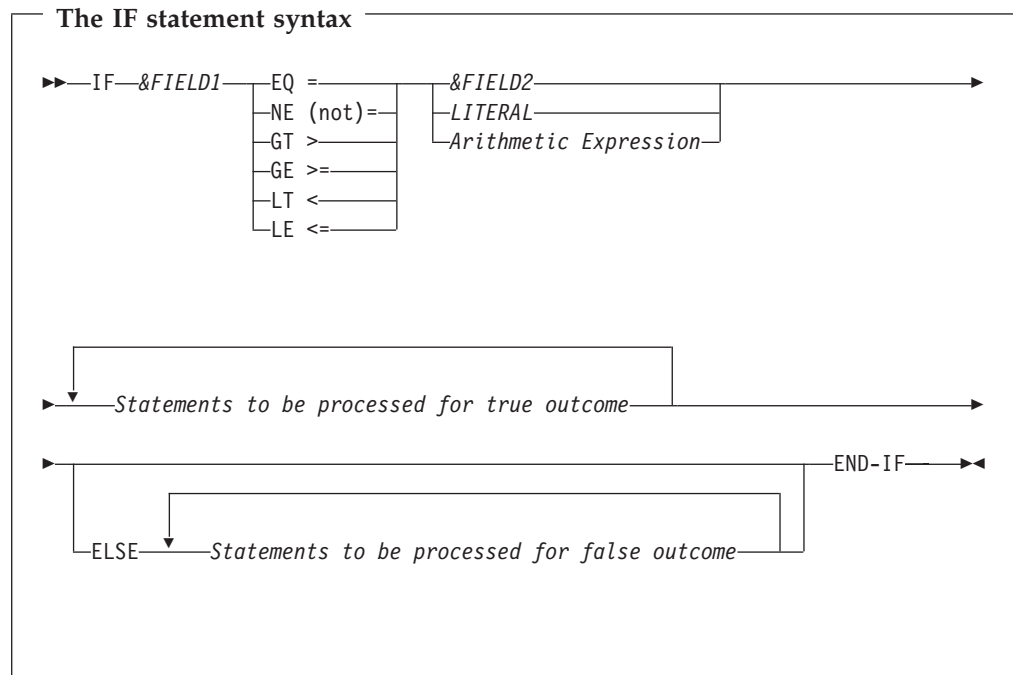 The IF statement syntax
IF &FIELD1 EQ = &FIELD2
NE (not)= LITERAL
GT > Arithmetic Expression
GE >=
LT <
LE <=
Statements to be processed for true outcome
END-IF
ELSE Statements to be processed for false outcome